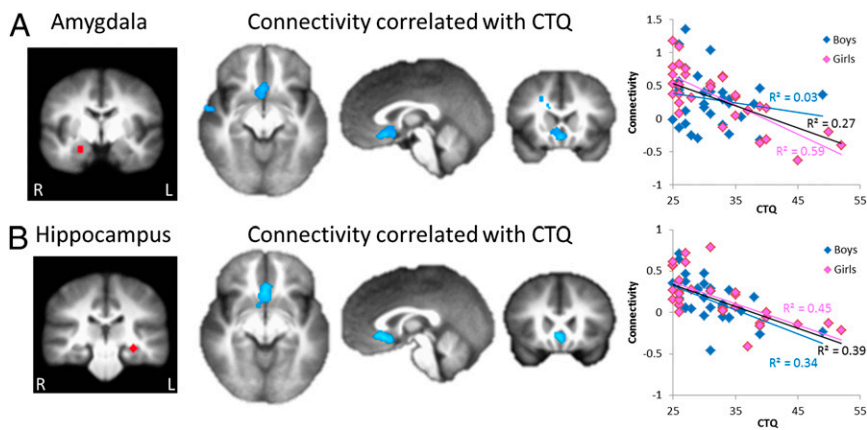 A Amygdala Connectivity correlated with CTQ
R L
1.5
1
0.5
0
-0.5
-1
Connectivity
25 35 45 55
CTQ
Boys
Girls
R² = 0.03
R² = 0.27
R² = 0.59
B Hippocampus Connectivity correlated with CTQ
R L
1.5
1
0.5
0
-0.5
-1
Connectivity
25 35 45 55
CTQ
Boys
Girls
R² = 0.45
R² = 0.39
R² = 0.34